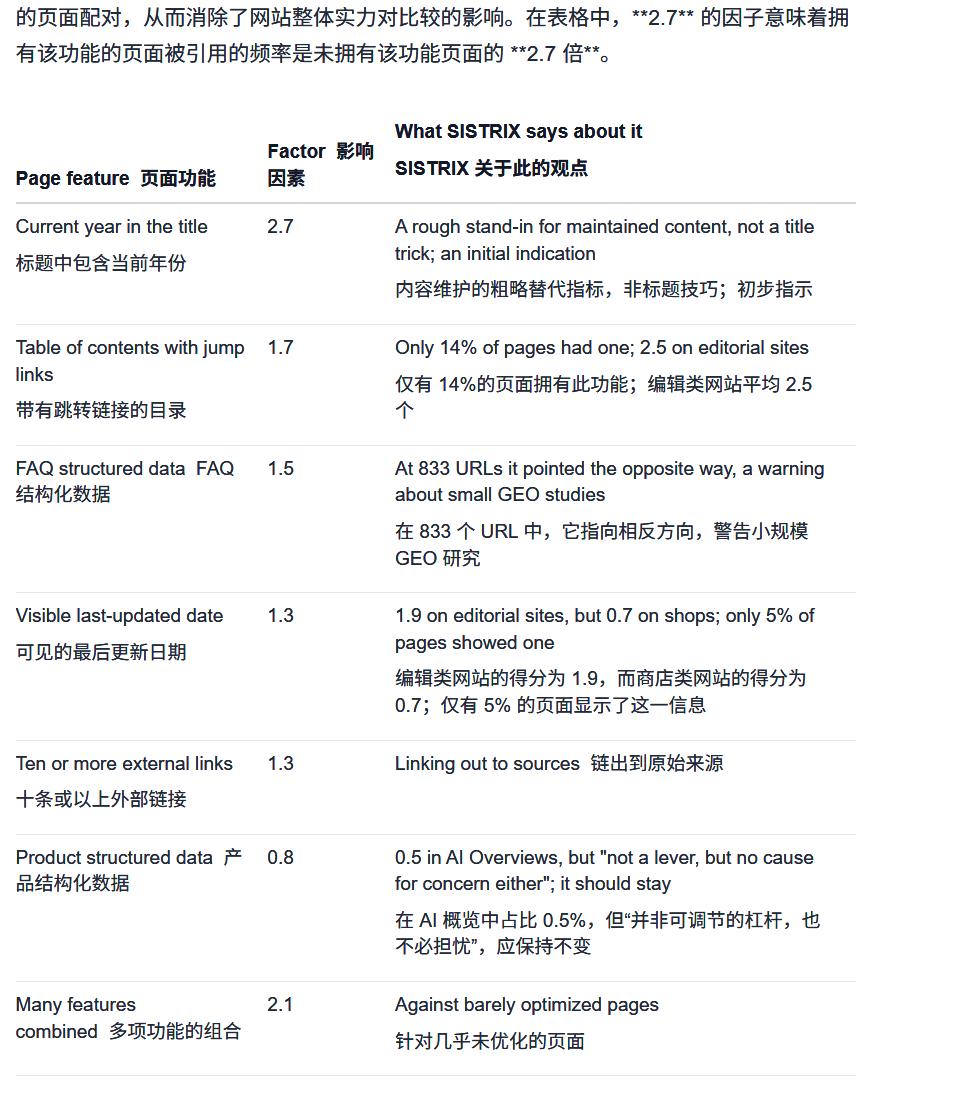 的页面配对，从而消除了网站整体实力对比较的影响。在表格中，**2.7** 的因子意味着拥
有该功能的页面被引用的频率是未拥有该功能页面的 **2.7 倍**。
Page feature 页面功能
Factor 影响
因素
What SISTRIX says about it
SISTRIX 关于此的观点
Current year in the title
标题中包含当前年份
2.7
A rough stand-in for maintained content, not a title
trick; an initial indication
内容维护的粗略替代指标，非标题技巧；初步指示
Table of contents with jump
links
带有跳转链接的目录
1.7
Only 14% of pages had one; 2.5 on editorial sites
仅有 14%的页面拥有此功能；编辑类网站平均 2.5
个
FAQ structured data FAQ
结构化数据
1.5
At 833 URLs it pointed the opposite way, a warning
about small GEO studies
在 833 个 URL 中，它指向相反方向，警告小规模
GEO 研究
Visible last-updated date
可见的最后更新日期
1.3
1.9 on editorial sites, but 0.7 on shops; only 5% of
pages showed one
编辑类网站的得分为 1.9，而商店类网站的得分为
0.7；仅有 5% 的页面显示了这一信息
Ten or more external links
十条或以上外部链接
1.3
Linking out to sources 链出到原始来源
Product structured data 产
品结构化数据
0.8
0.5 in AI Overviews, but "not a lever, but no cause
for concern either"; it should stay
在 AI 概览中占比 0.5%，但“并非可调节的杠杆，也
不必担忧”，应保持不变
Many features
combined 多项功能的组合
2.1
Against barely optimized pages
针对几乎未优化的页面